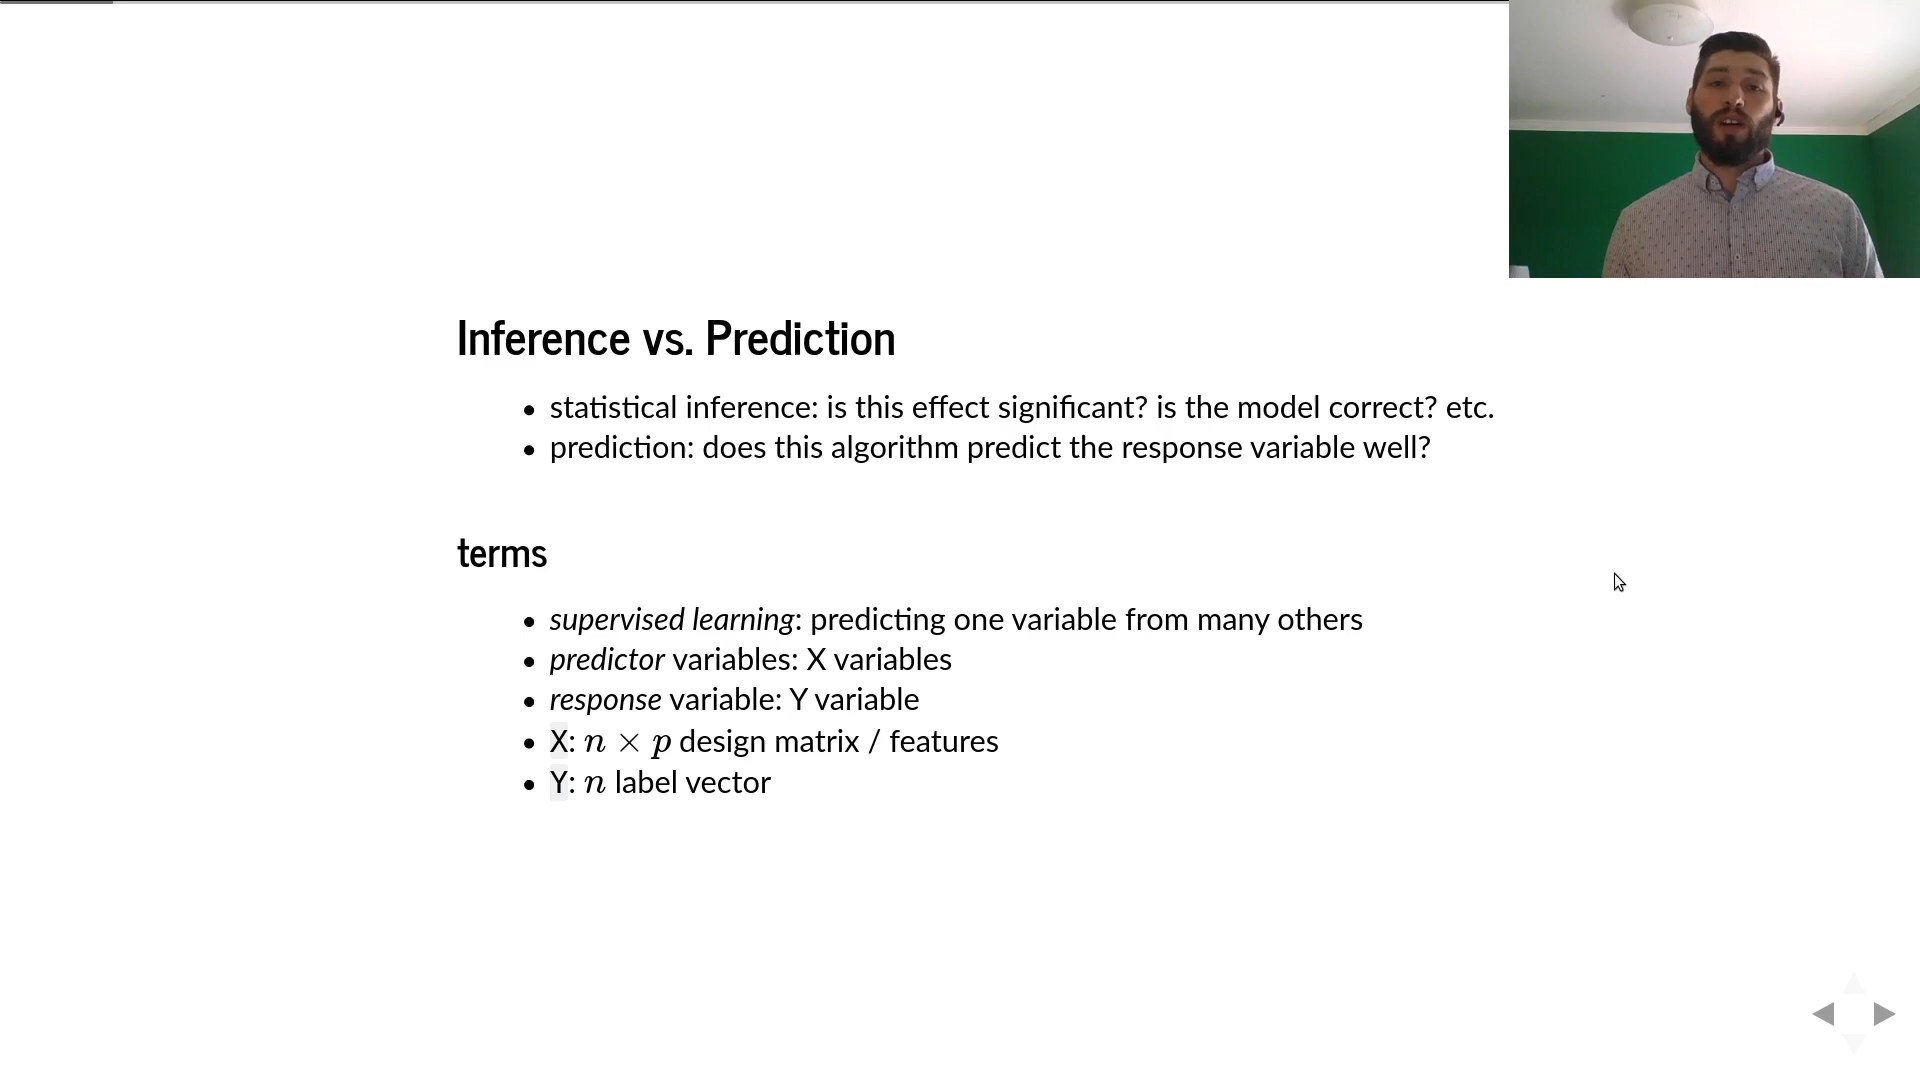 Inference vs. Prediction
• statistical inference: is this effect significant? is the model correct? etc.
• prediction: does this algorithm predict the response variable well?
terms
• supervised learning: predicting one variable from many others
• predictor variables: X variables
• response variable: Y variable
• X: n × p design matrix / features
• Y: n label vector